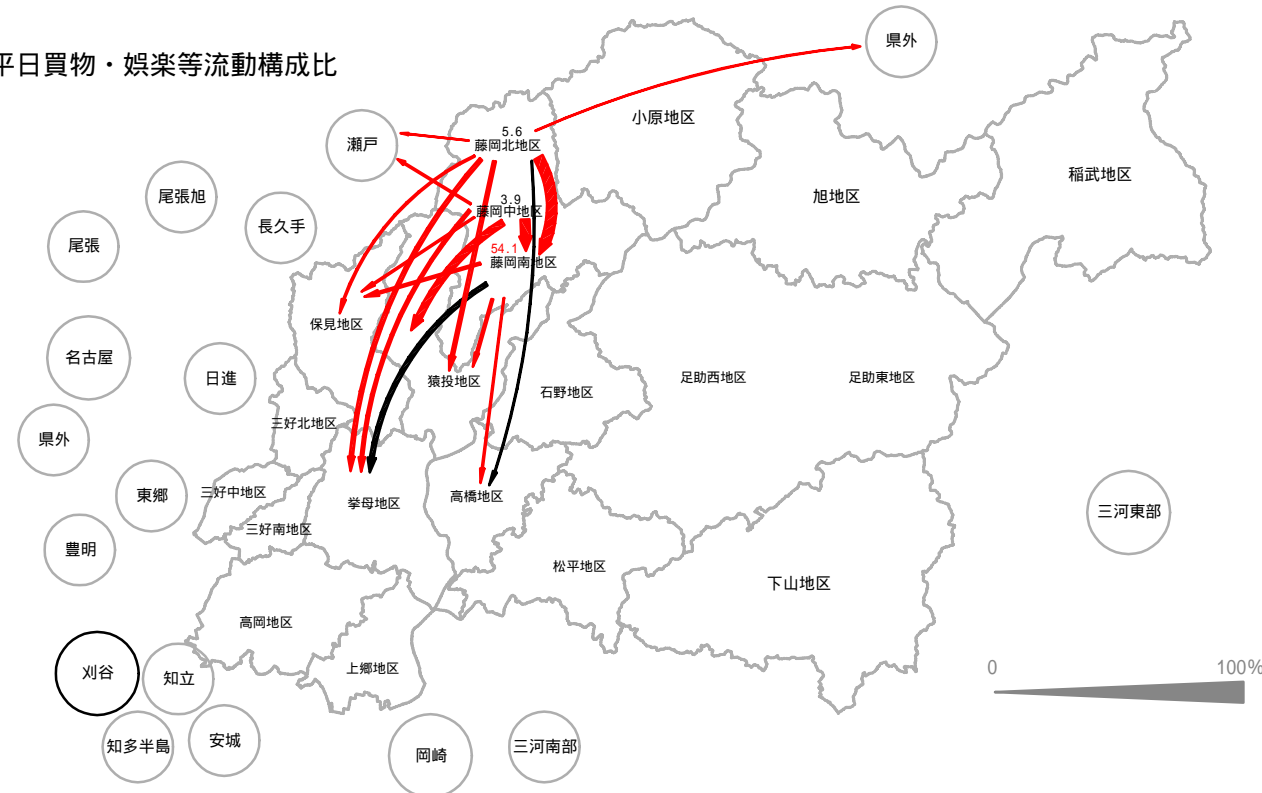 平日買物・娯楽等流動構成比
県外
小原地区
5.6
藤岡北地区
瀬戸
稲武地区
旭地区
尾張旭
3.9
藤岡中地区
長久手
尾張
54.1
藤岡南地区
保見地区
名古屋
日進
猿投地区
石野地区
足助西地区
足助東地区
三好北地区
県外
東郷
三好中地区
挙母地区
高橋地区
三河東部
三好南地区
豊明
松平地区
下山地区
高岡地区
上郷地区
刈谷
知立
0
100%
知多半島
安城
岡崎
三河南部